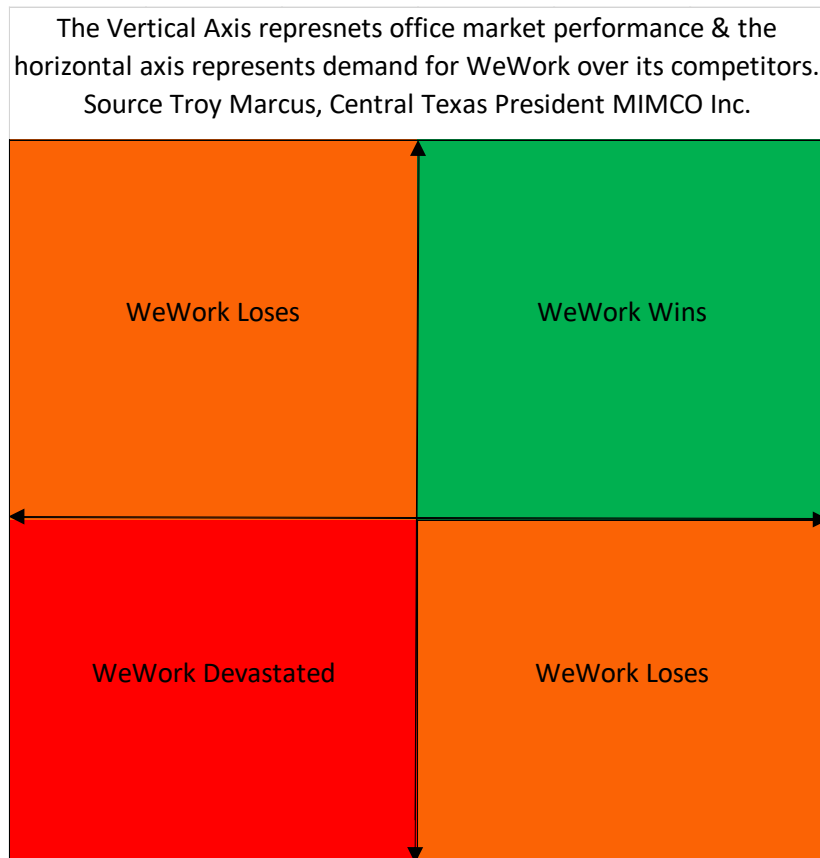 The Vertical Axis represnets office market performance & the
horizontal axis represents demand for WeWork over its competitors.
Source Troy Marcus, Central Texas President MIMCO Inc.
WeWork Loses
WeWork Wins
WeWork Devastated
WeWork Loses